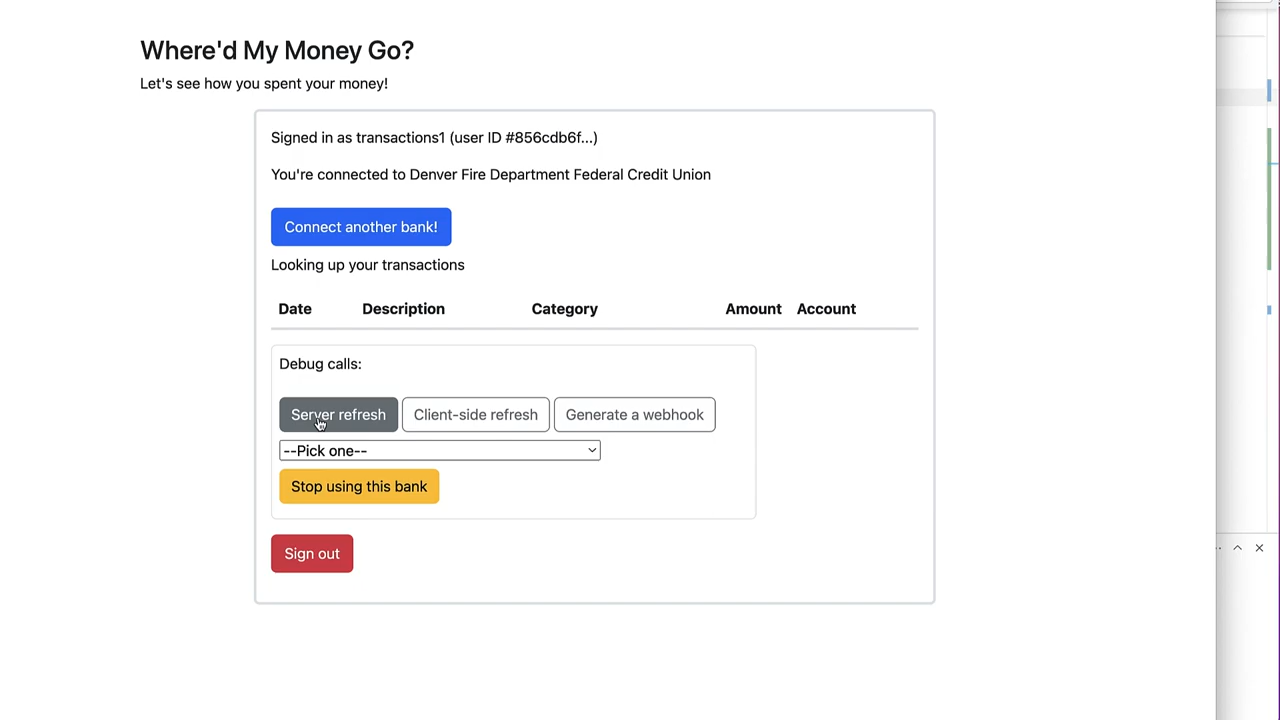 Where'd My Money Go?
Let's see how you spent your money!
Signed in as transactions1 (user ID #856cdb6f...)
You're connected to Denver Fire Department Federal Credit Union
Connect another bank!
Looking up your transactions
Date Description Category Amount Account
Debug calls:
Server refresh Client-side refresh Generate a webhook
--Pick one--
Stop using this bank
Sign out